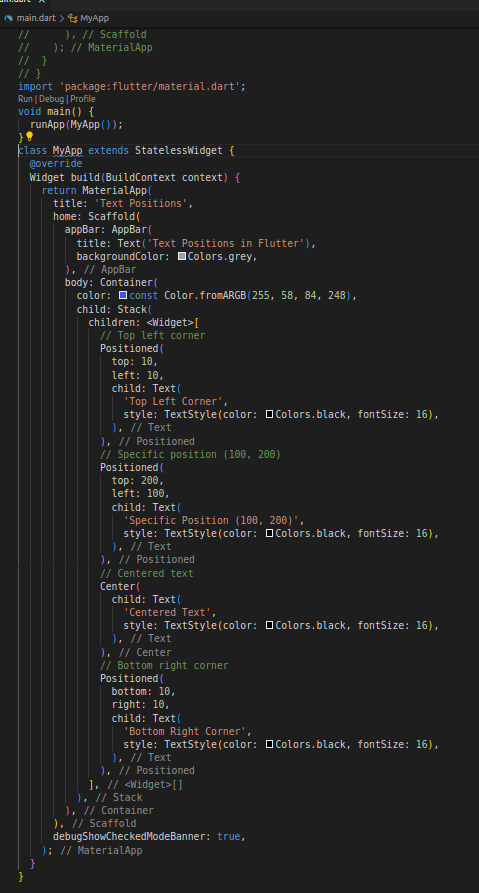 main.dart
main.dart > MyApp
//      ), // Scaffold
//    ); // MaterialApp
//  }
// }
import 'package:flutter/material.dart';
Run | Debug | Profile
void main() {
  runApp(MyApp());
}
class MyApp extends StatelessWidget {
  @override
  Widget build(BuildContext context) {
    return MaterialApp(
      title: 'Text Positions',
      home: Scaffold(
        appBar: AppBar(
          title: Text('Text Positions in Flutter'),
          backgroundColor: Colors.grey,
        ), // AppBar
        body: Container(
          color: const Color.fromARGB(255, 58, 84, 248),
          child: Stack(
            children: <Widget>[
              // Top left corner
              Positioned(
                top: 10,
                left: 10,
                child: Text(
                  'Top Left Corner',
                  style: TextStyle(color: Colors.black, fontSize: 16),
                ), // Text
              ), // Positioned
              // Specific position (100, 200)
              Positioned(
                top: 200,
                left: 100,
                child: Text(
                  'Specific Position (100, 200)',
                  style: TextStyle(color: Colors.black, fontSize: 16),
                ), // Text
              ), // Positioned
              // Centered text
              Center(
                child: Text(
                  'Centered Text',
                  style: TextStyle(color: Colors.black, fontSize: 16),
                ), // Text
              ), // Center
              // Bottom right corner
              Positioned(
                bottom: 10,
                right: 10,
                child: Text(
                  'Bottom Right Corner',
                  style: TextStyle(color: Colors.black, fontSize: 16),
                ), // Text
              ), // Positioned
            ], // <Widget>[]
          ), // Stack
        ), // Container
      ), // Scaffold
      debugShowCheckedModeBanner: true,
    ); // MaterialApp
  }
}